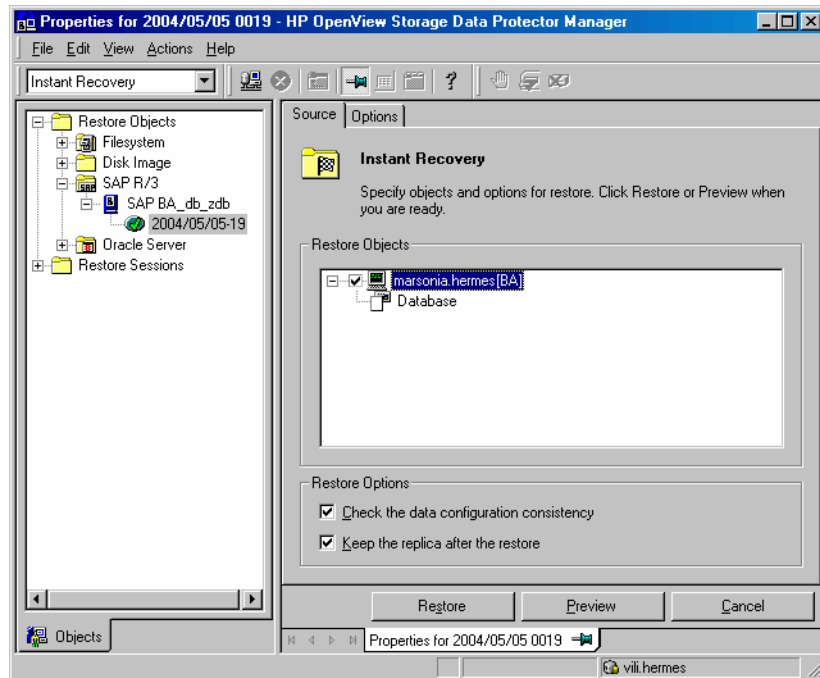 Properties for 2004/05/05 0019 - HP OpenView Storage Data Protector Manager
File Edit View Actions Help
Instant Recovery
Source Options
Restore Objects
Filesystem
Disk Image
SAP R/3
SAP BA_db_zdb
2004/05/05-19
Oracle Server
Restore Sessions
Instant Recovery
Specify objects and options for restore. Click Restore or Preview when
you are ready.
Restore Objects
marsonia.hermes[BA]
Database
Restore Options
Check the data configuration consistency
Keep the replica after the restore
Restore Preview Cancel
Objects
Properties for 2004/05/05 0019
vili.hermes